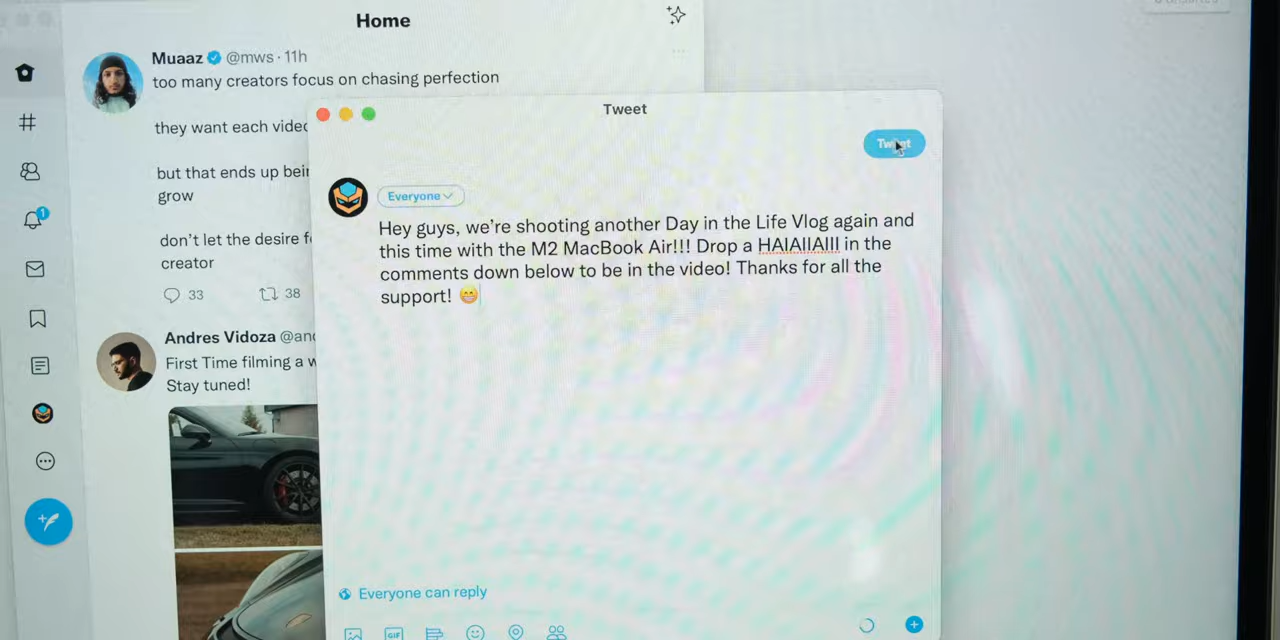 Home
Muaaz @mws · 11h
too many creators focus on chasing perfection
they want each
but that ends up
grow
don't let the desire
creator
33
38
Andres Vidoza
First Time filming a
Stay tuned!
Tweet
Tweet
Everyone
Hey guys, we're shooting another Day in the Life Vlog again and
this time with the M2 MacBook Air!!! Drop a HAIAIIAIII in the
comments down below to be in the video! Thanks for all the
support! 😁
Everyone can reply
GIF
1